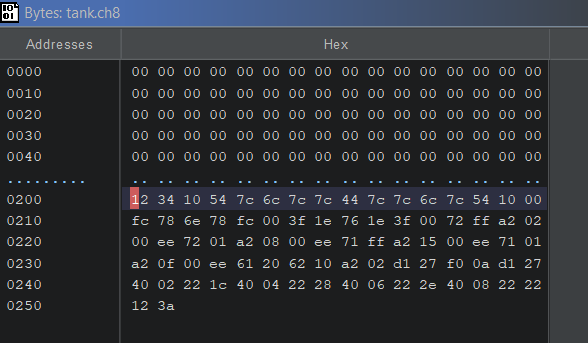 Bytes: tank.ch8
Addresses Hex
0000 00 00 00 00 00 00 00 00 00 00 00 00 00 00 00 00
0010 00 00 00 00 00 00 00 00 00 00 00 00 00 00 00 00
0020 00 00 00 00 00 00 00 00 00 00 00 00 00 00 00 00
0030 00 00 00 00 00 00 00 00 00 00 00 00 00 00 00 00
0040 00 00 00 00 00 00 00 00 00 00 00 00 00 00 00 00
......... .. .. .. .. .. .. .. .. .. .. .. .. .. .. .. ..
0200 12 34 10 54 7c 6c 7c 7c 44 7c 7c 6c 7c 54 10 00
0210 fc 78 6e 78 fc 00 3f 1e 76 1e 3f 00 72 ff a2 02
0220 00 ee 72 01 a2 08 00 ee 71 ff a2 15 00 ee 71 01
0230 a2 0f 00 ee 61 20 62 10 a2 02 d1 27 f0 0a d1 27
0240 40 02 22 1c 40 04 22 28 40 06 22 2e 40 08 22 22
0250 12 3a